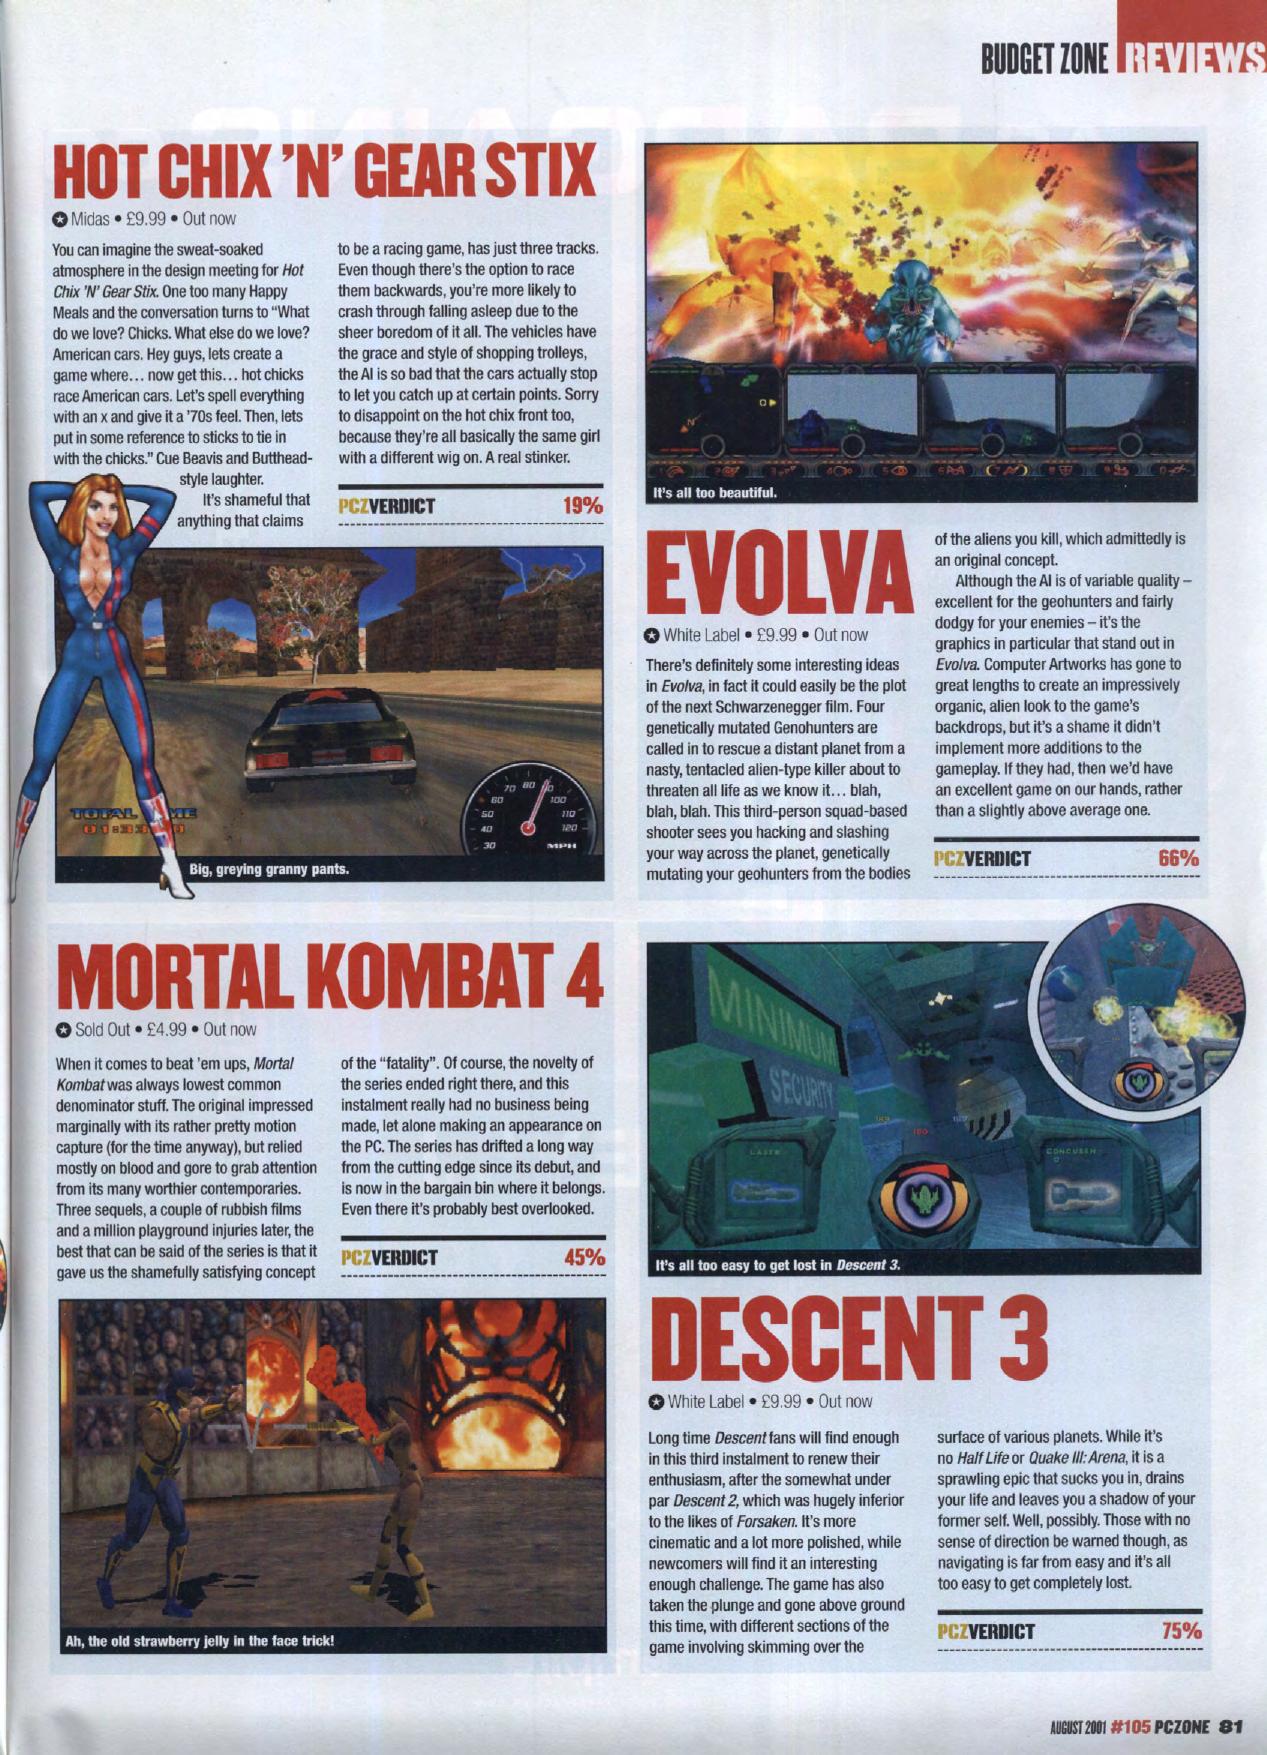 BUDGET ZONE REVIEWS
HOT CHIX 'N' GEAR STIX
Midas • £9.99 • Out now
You can imagine the sweat-soaked
atmosphere in the design meeting for Hot
Chix 'N' Gear Stix. One too many Happy
Meals and the conversation turns to “What
do we love? Chicks. What else do we love?
American cars. Hey guys, lets create a
game where... now get this... hot chicks
race American cars. Let's spell everything
with an x and give it a '70s feel. Then, lets
put in some reference to sticks to tie in
with the chicks.” Cue Beavis and Butthead-
style laughter.
It's shameful that
anything that claims
to be a racing game, has just three tracks.
Even though there's the option to race
them backwards, you're more likely to
crash through falling asleep due to the
sheer boredom of it all. The vehicles have
the grace and style of shopping trolleys,
the AI is so bad that the cars actually stop
to let you catch up at certain points. Sorry
to disappoint on the hot chix front too,
because they're all basically the same girl
with a different wig on. A real stinker.
PCZVERDICT 19%
TOTAL
30 40 50 60 70 80 100 110 120
MPH
Big, greying granny pants.
It's all too beautiful.
EVOLVA
White Label • £9.99 • Out now
There's definitely some interesting ideas
in Evolva, in fact it could easily be the plot
of the next Schwarzenegger film. Four
genetically mutated Genohunters are
called in to rescue a distant planet from a
nasty, tentacled alien-type killer about to
threaten all life as we know it... blah,
blah, blah. This third-person squad-based
shooter sees you hacking and slashing
your way across the planet, genetically
mutating your geohunters from the bodies
of the aliens you kill, which admittedly is
an original concept.
Although the AI is of variable quality –
excellent for the geohunters and fairly
dodgy for your enemies – it's the
graphics in particular that stand out in
Evolva. Computer Artworks has gone to
great lengths to create an impressively
organic, alien look to the game's
backdrops, but it's a shame it didn't
implement more additions to the
gameplay. If they had, then we'd have
an excellent game on our hands, rather
than a slightly above average one.
PCZVERDICT 66%
MORTAL KOMBAT 4
Sold Out • £4.99 • Out now
When it comes to beat 'em ups, Mortal
Kombat was always lowest common
denominator stuff. The original impressed
marginally with its rather pretty motion
capture (for the time anyway), but relied
mostly on blood and gore to grab attention
from its many worthier contemporaries.
Three sequels, a couple of rubbish films
and a million playground injuries later, the
best that can be said of the series is that it
gave us the shamefully satisfying concept
of the “fatality”. Of course, the novelty of
the series ended right there, and this
instalment really had no business being
made, let alone making an appearance on
the PC. The series has drifted a long way
from the cutting edge since its debut, and
is now in the bargain bin where it belongs.
Even there it's probably best overlooked.
PCZVERDICT 45%
Ah, the old strawberry jelly in the face trick!
MINIMUM
SECURITY
LASER
It's all too easy to get lost in Descent 3.
DESCENT 3
White Label • £9.99 • Out now
Long time Descent fans will find enough
in this third instalment to renew their
enthusiasm, after the somewhat under
par Descent 2, which was hugely inferior
to the likes of Forsaken. It's more
cinematic and a lot more polished, while
newcomers will find it an interesting
enough challenge. The game has also
taken the plunge and gone above ground
this time, with different sections of the
game involving skimming over the
surface of various planets. While it's
no Half Life or Quake III: Arena, it is a
sprawling epic that sucks you in, drains
your life and leaves you a shadow of your
former self. Well, possibly. Those with no
sense of direction be warned though, as
navigating is far from easy and it's all
too easy to get completely lost.
PCZVERDICT 75%
AUGUST 2001 #105 PCZONE 81